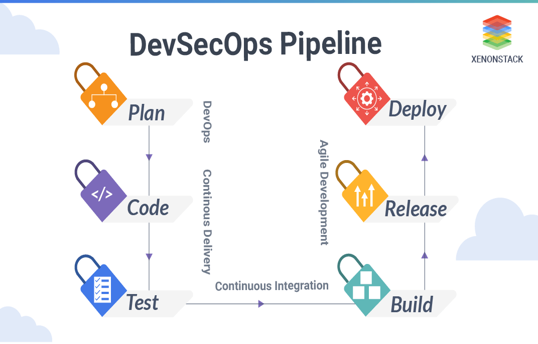 DevSecOps Pipeline
XENONSTACK
Plan
DevOps
Deploy
</>
Code
Continous Delivery
Agile Development
Release
Test
Continuous Integration
Build